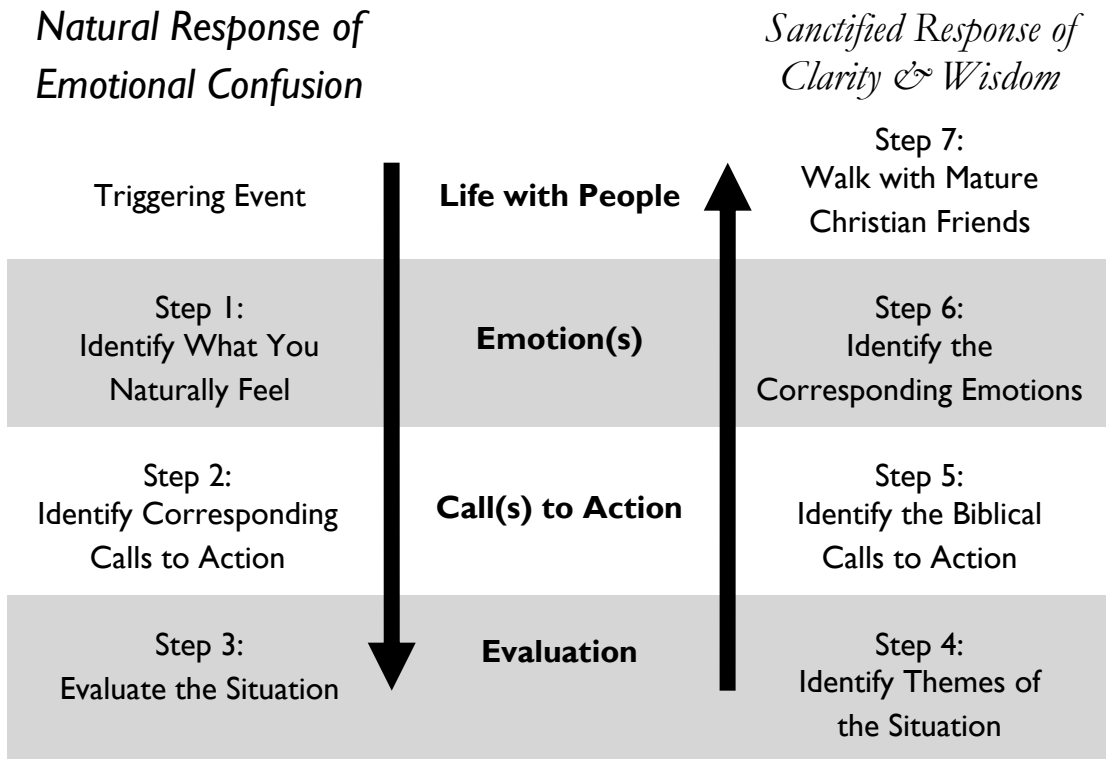 Natural Response of
Emotional Confusion
Sanctified Response of
Clarity & Wisdom
Triggering Event
Life with People
Step 7:
Walk with Mature
Christian Friends
Step 1:
Identify What You
Naturally Feel
Emotion(s)
Step 6:
Identify the
Corresponding Emotions
Step 2:
Identify Corresponding
Calls to Action
Call(s) to Action
Step 5:
Identify the Biblical
Calls to Action
Step 3:
Evaluate the Situation
Evaluation
Step 4:
Identify Themes of
the Situation